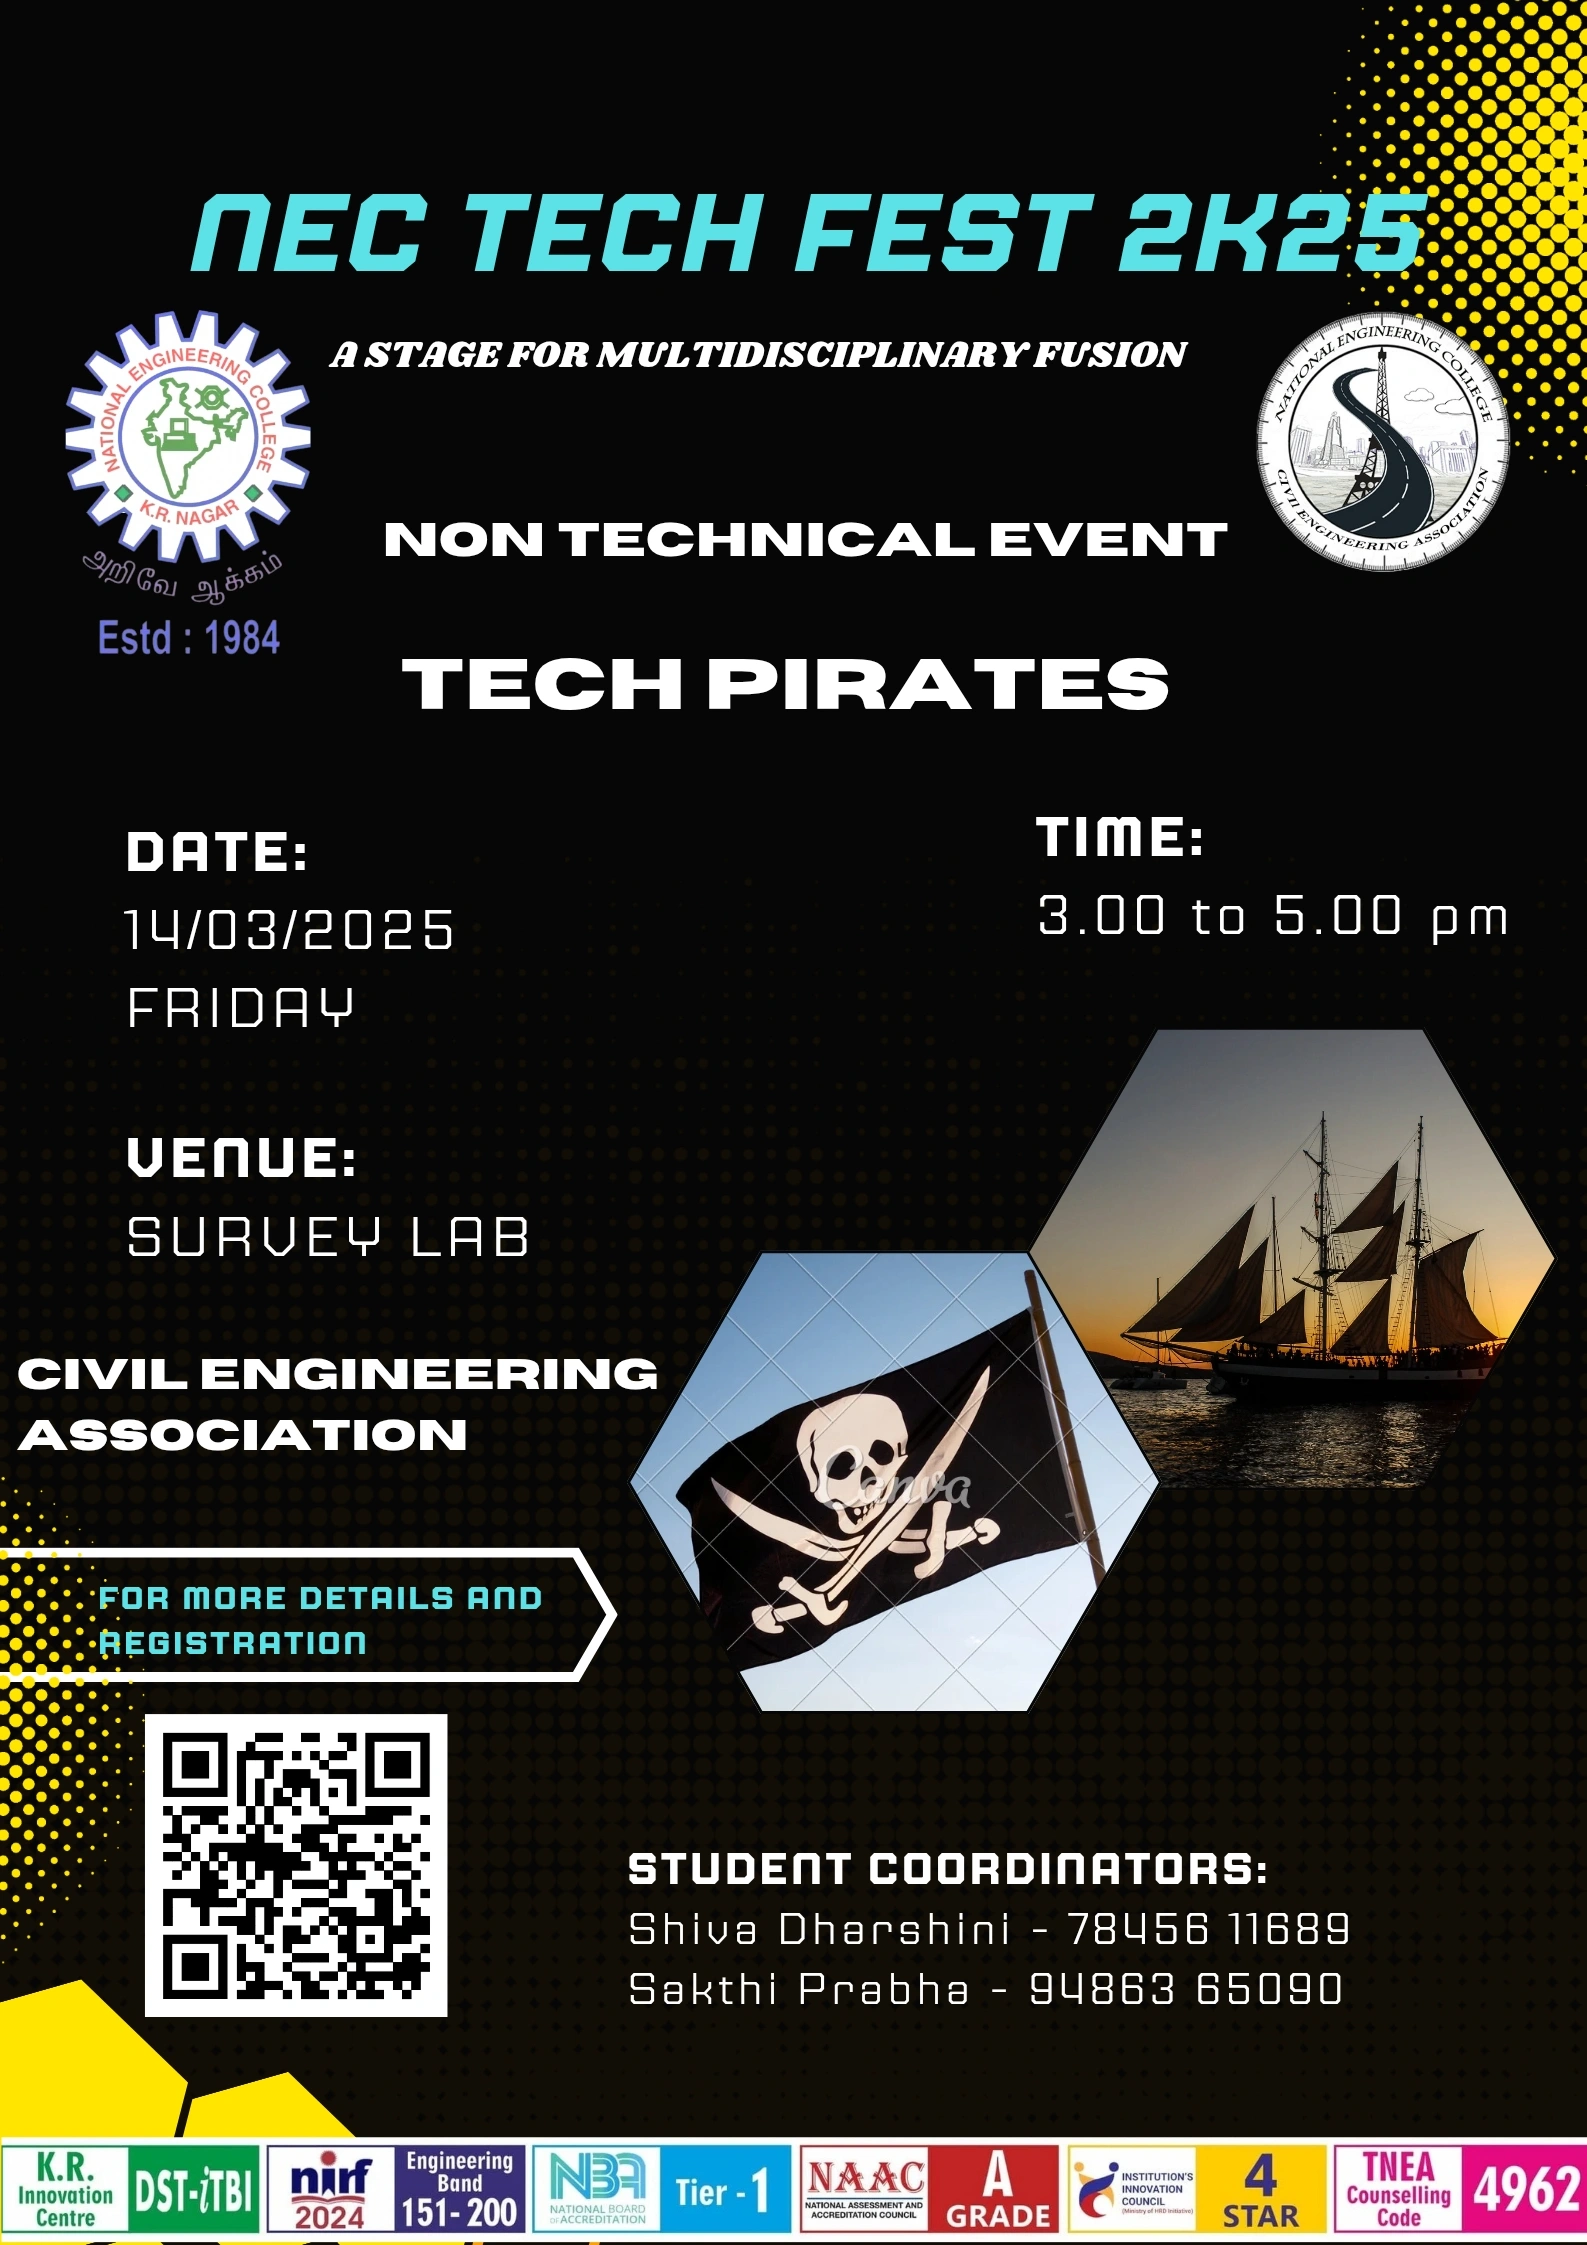 NEC TECH FEST 2K25
A STAGE FOR MULTIDISCIPLINARY FUSION
NATIONAL ENGINEERING COLLEGE
K.R. NAGAR
அறிவே ஆக்கம்
Estd : 1984
NATIONAL ENGINEERING COLLEGE
CIVIL ENGINEERING ASSOCIATION
NON TECHNICAL EVENT
TECH PIRATES
DATE:
14/03/2025
FRIDAY
TIME:
3.00 to 5.00 pm
VENUE:
SURVEY LAB
CIVIL ENGINEERING
ASSOCIATION
Canva
FOR MORE DETAILS AND
REGISTRATION
STUDENT COORDINATORS:
Shiva Dharshini - 78456 11689
Sakthi Prabha - 94863 65090
K.R.
Innovation
Centre
DST-iTBI
nirf
2024
Engineering
Band
151-200
NBA
NATIONAL BOARD
OF ACCREDITATION
Tier -1
NAAC
NATIONAL ASSESSMENT AND
ACCREDITATION COUNCIL
A
GRADE
INSTITUTION'S
INNOVATION
COUNCIL
(Ministry of HRD Initiative)
4
STAR
TNEA
Counselling
Code
4962